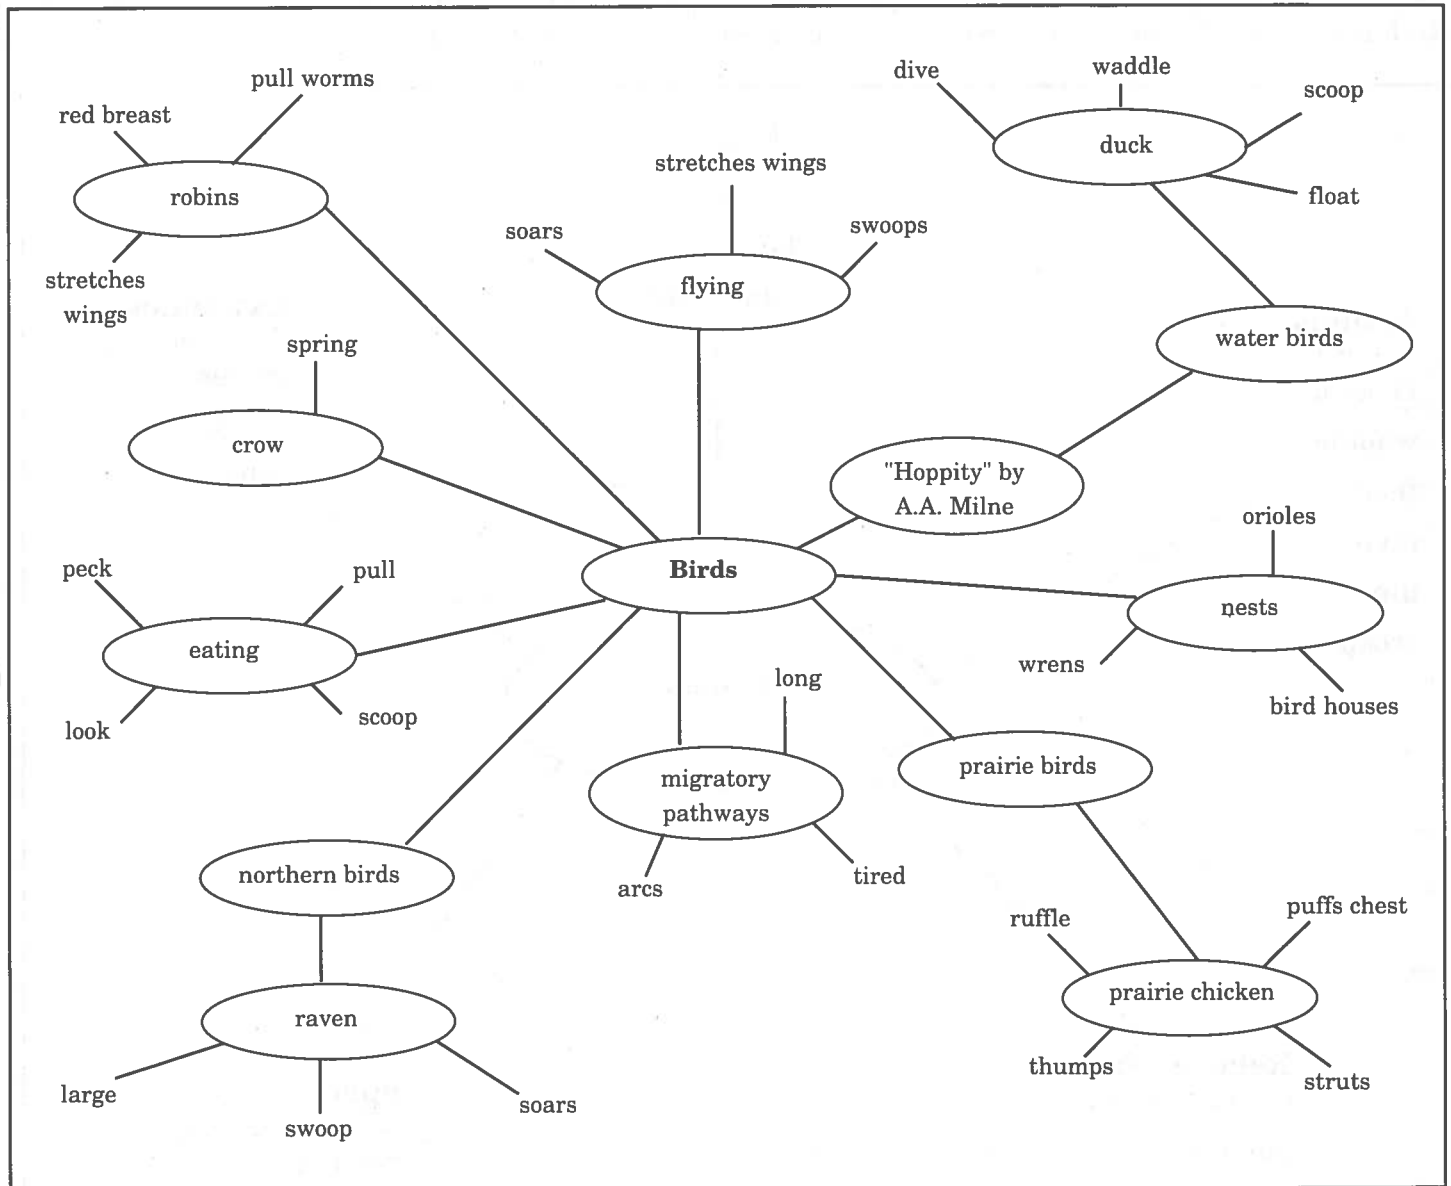 pull worms
red breast
robins
stretches
wings
dive
waddle
scoop
duck
float
stretches wings
soars
swoops
flying
water birds
spring
crow
"Hoppity" by
A.A. Milne
Birds
orioles
nests
wrens
bird houses
peck
pull
eating
look
scoop
long
migratory
pathways
arcs
tired
prairie birds
northern birds
raven
large
swoop
soars
ruffle
puffs chest
prairie chicken
thumps
struts